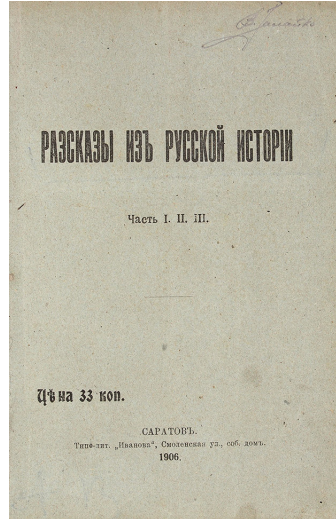 РАЗСКАЗЫ ИЗЪ РУССКОЙ ИСТОРІИ
Часть I. II. III.
Цѣна 33 коп.
САРАТОВЪ.
Типо-лит. „Иванова“, Смоленская ул., соб. домъ.
1906.